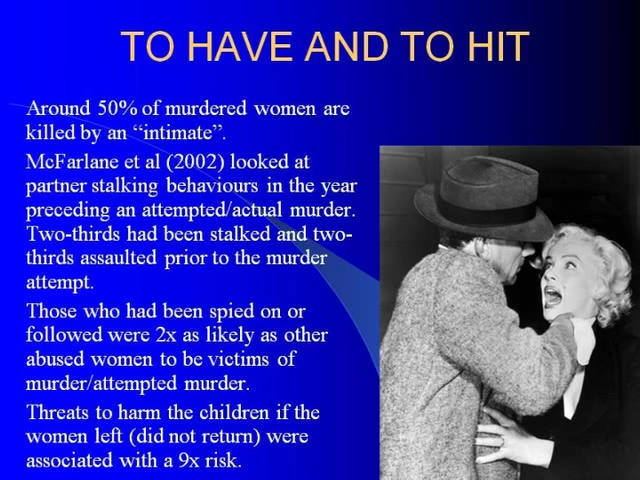 TO HAVE AND TO HIT
Around 50% of murdered women are
killed by an “intimate”.
McFarlane et al (2002) looked at
partner stalking behaviours in the year
preceding an attempted/actual murder.
Two-thirds had been stalked and two-
thirds assaulted prior to the murder
attempt.
Those who had been spied on or
followed were 2x as likely as other
abused women to be victims of
murder/attempted murder.
Threats to harm the children if the
women left (did not return) were
associated with a 9x risk.